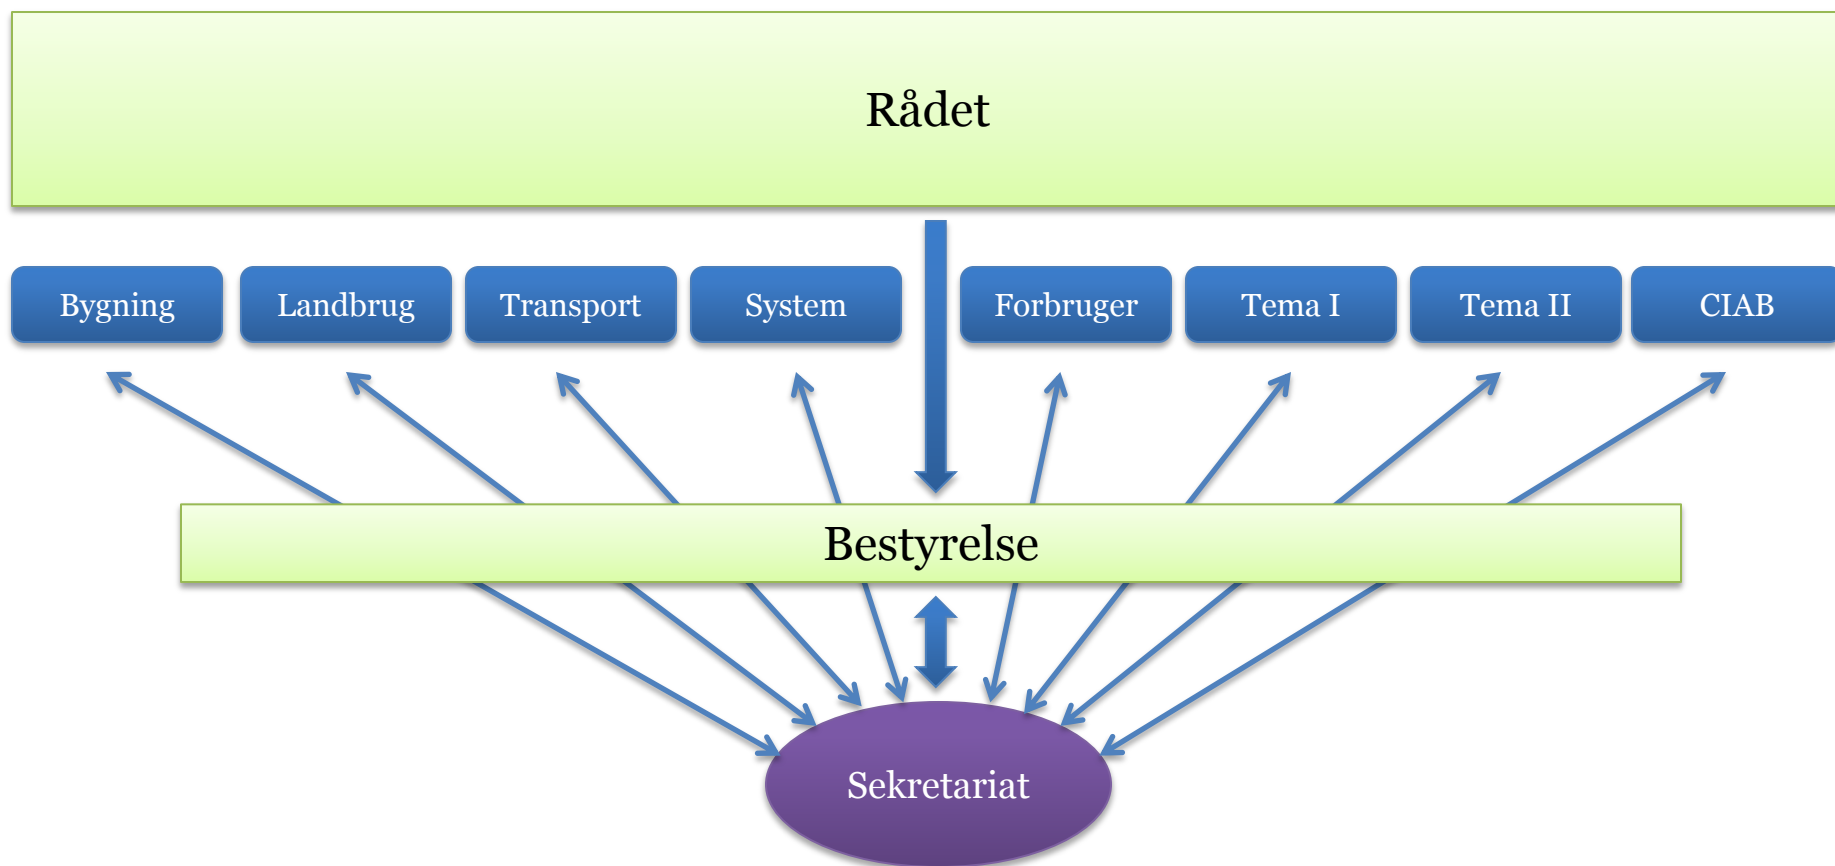 Rådet
Bygning
Landbrug
Transport
System
Forbruger
Tema I
Tema II
CIAB
Bestyrelse
Sekretariat